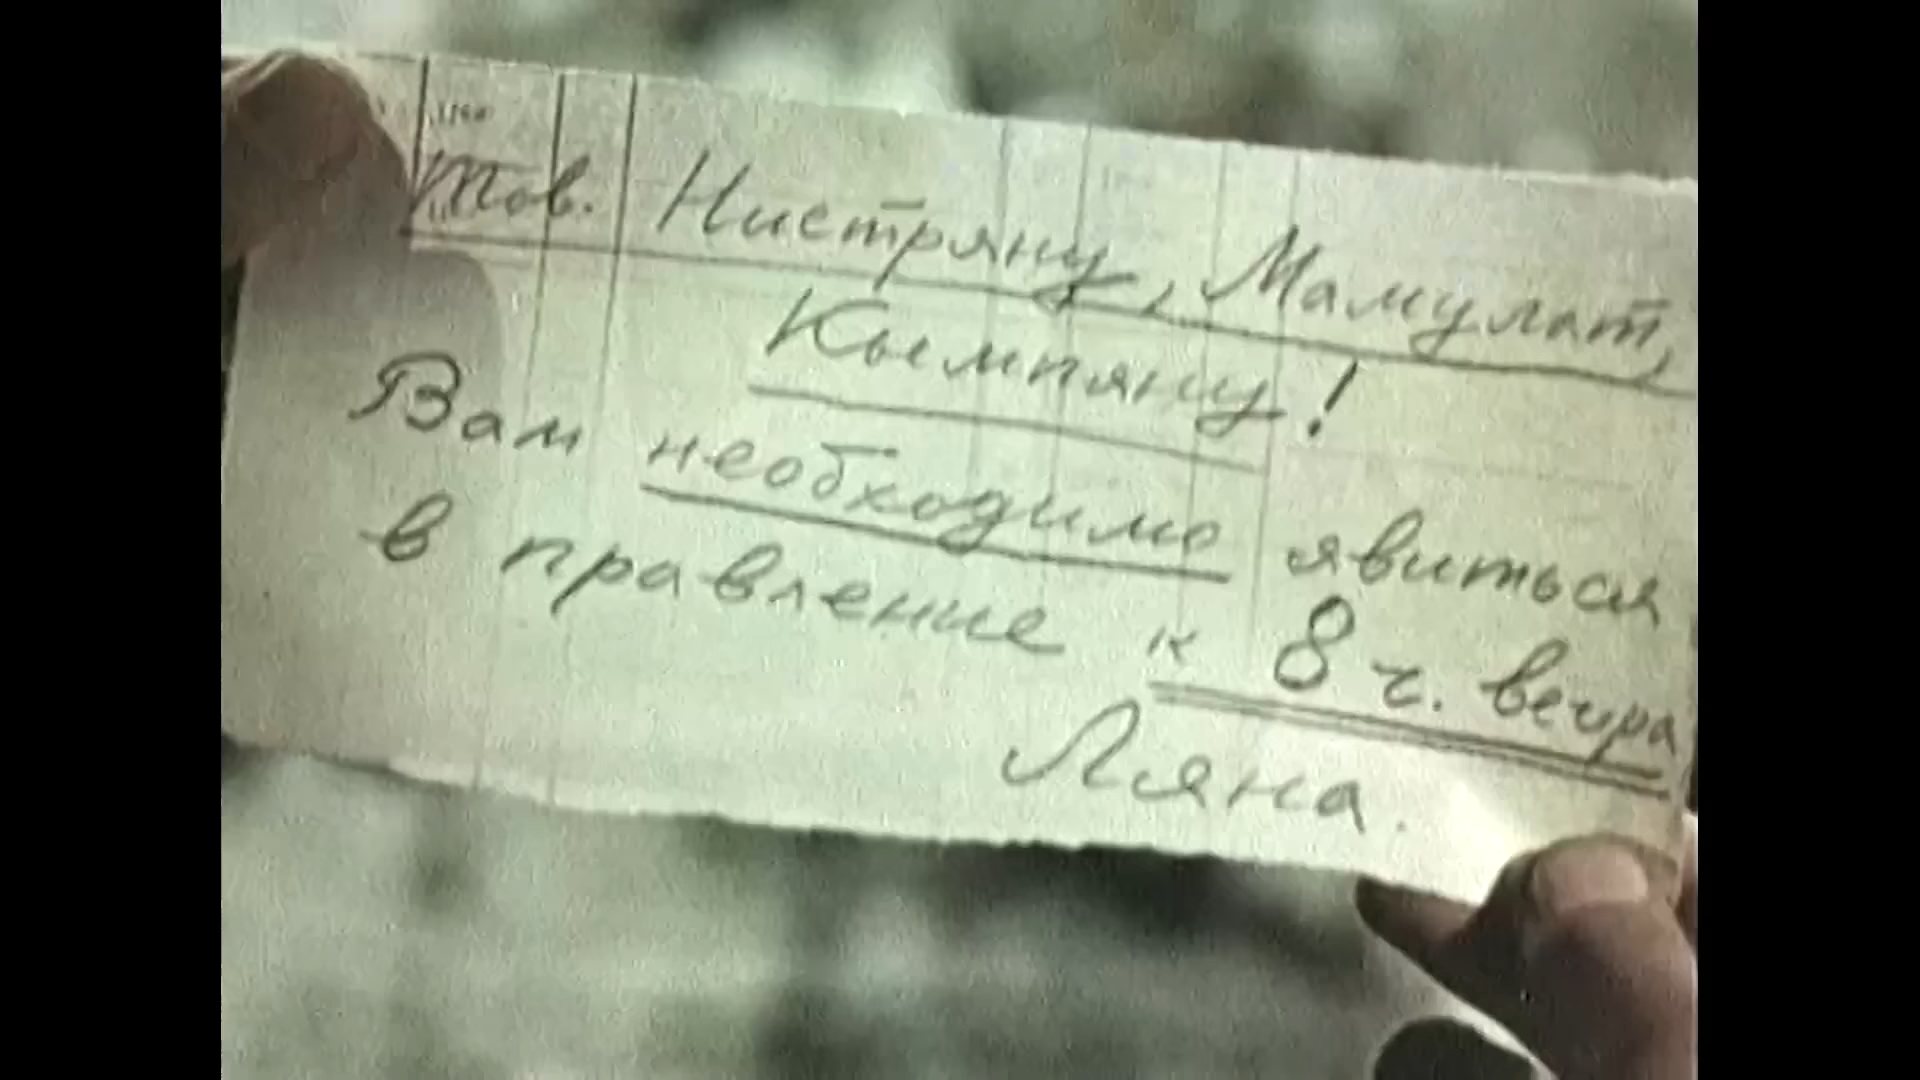 Тов. Нистряну, Мамулат,
Кымпяну!
Вам необходимо явиться
в правление к 8 ч. вечера
Ляна.